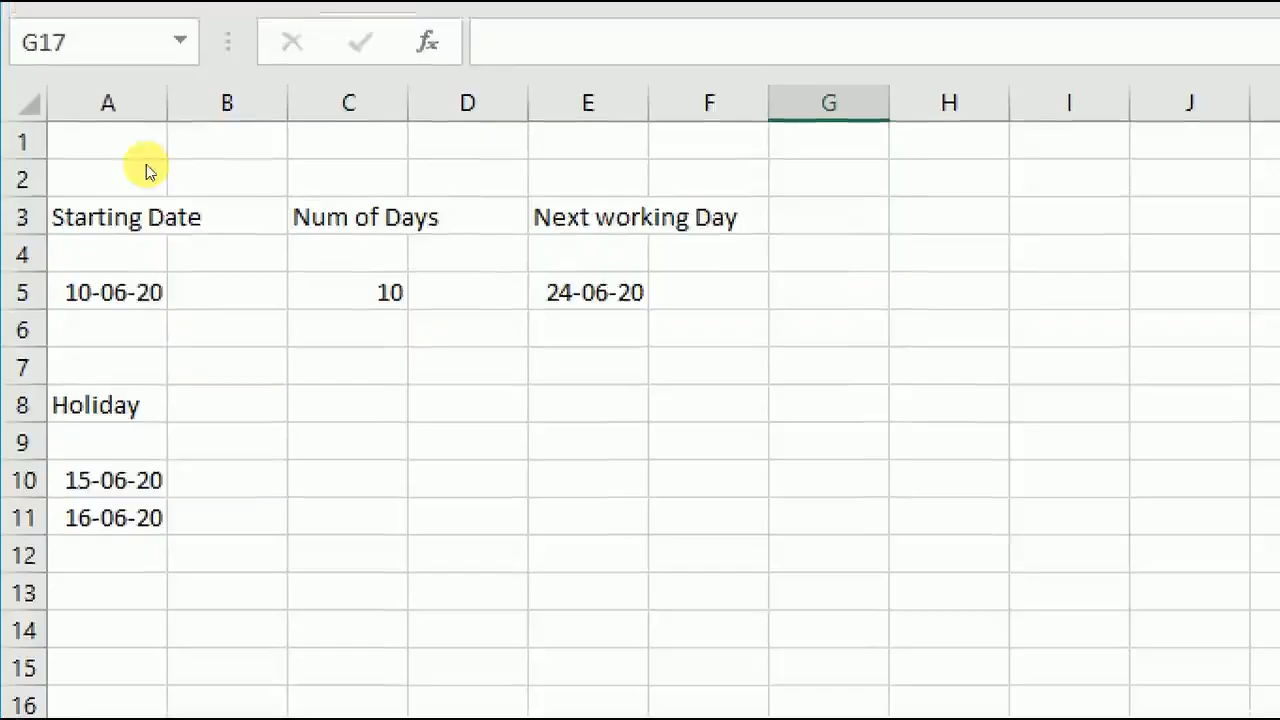 G17 fx
A B C D E F G H I J
1
2
3 Starting Date Num of Days Next working Day
4
5 10-06-20 10 24-06-20
6
7
8 Holiday
9
10 15-06-20
11 16-06-20
12
13
14
15
16